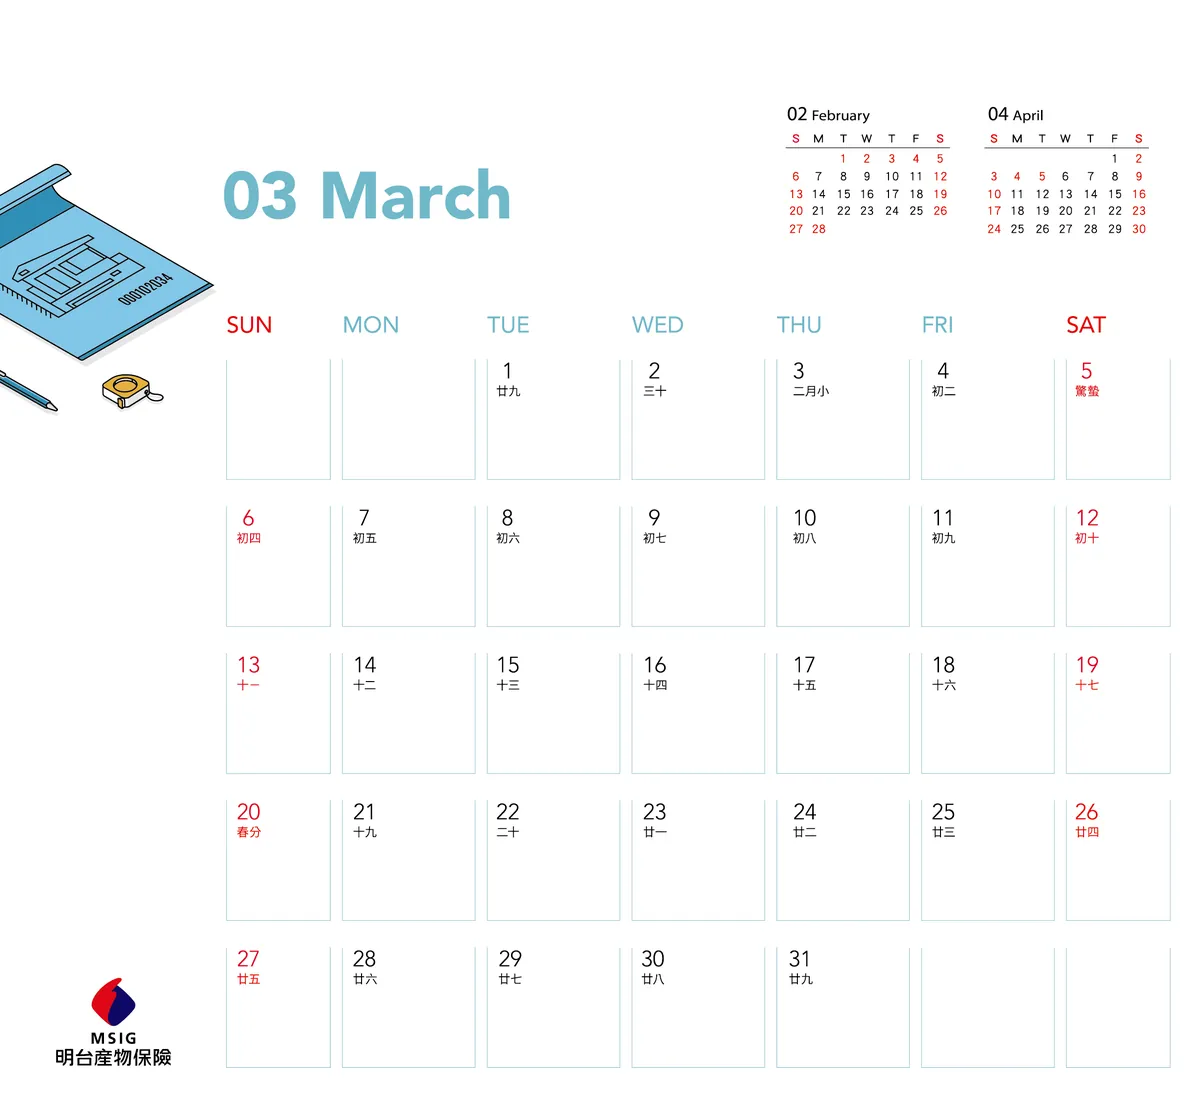 02 February
S M T W T F S
1 2 3 4 5
6 7 8 9 10 11 12
13 14 15 16 17 18 19
20 21 22 23 24 25 26
27 28
04 April
S M T W T F S
1 2
3 4 5 6 7 8 9
10 11 12 13 14 15 16
17 18 19 20 21 22 23
24 25 26 27 28 29 30
03 March
000102034
SUN MON TUE WED THU FRI SAT
1 2 3 4 5
廿九 三十 二月小 初二 驚蟄
6 7 8 9 10 11 12
初四 初五 初六 初七 初八 初九 初十
13 14 15 16 17 18 19
十一 十二 十三 十四 十五 十六 十七
20 21 22 23 24 25 26
春分 十九 二十 廿一 廿二 廿三 廿四
27 28 29 30 31
廿五 廿六 廿七 廿八 廿九
MSIG
明台產物保險